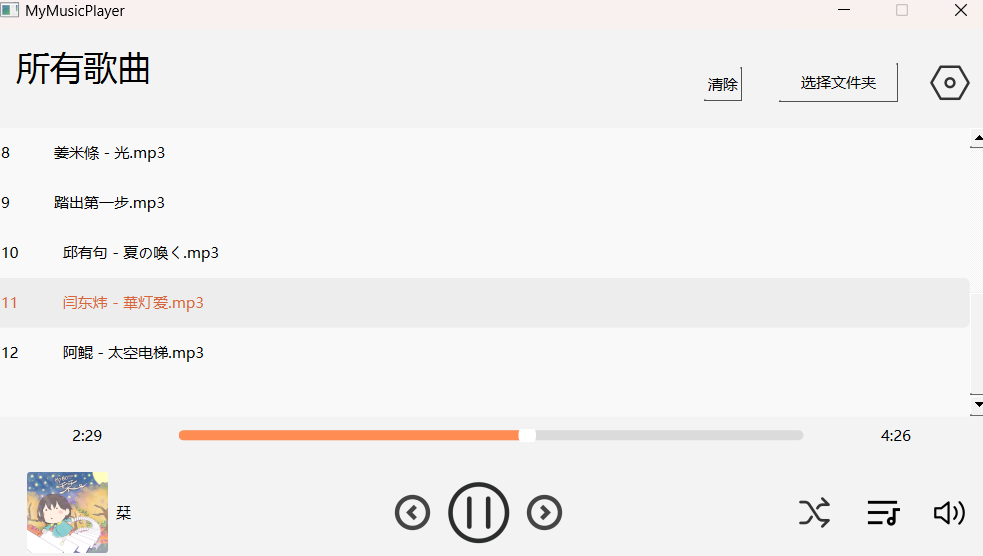 MyMusicPlayer
所有歌曲
清除
选择文件夹
8 姜米條 - 光.mp3
9 踏出第一步.mp3
10 邱有句 - 夏の喚く.mp3
11 闫东炜 - 華灯爱.mp3
12 阿鲲 - 太空电梯.mp3
2:29
4:26
栞